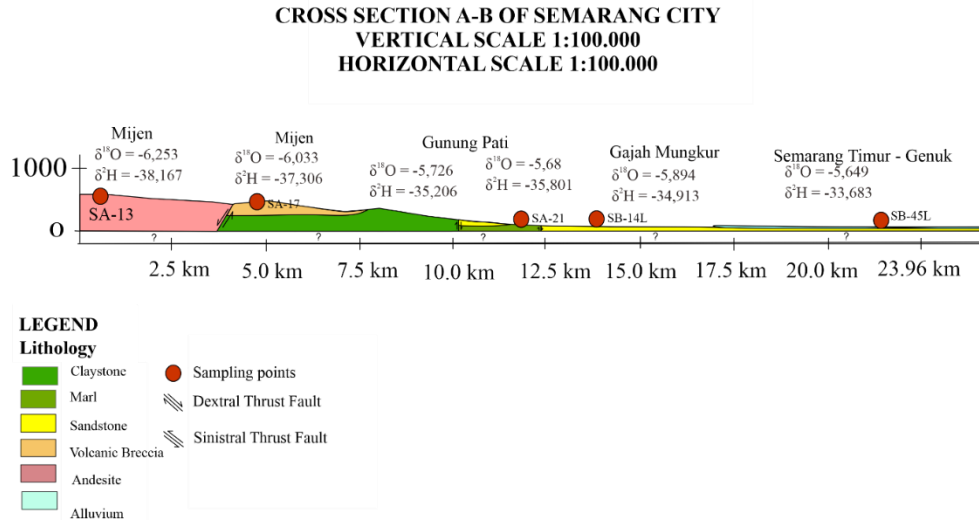 CROSS SECTION A-B OF SEMARANG CITY
VERTICAL SCALE 1:100.000
HORIZONTAL SCALE 1:100.000
Mijen
δ¹⁸O = -6,253
δ²H = -38,167
Mijen
δ¹⁸O = -6,033
δ²H = -37,306
Gunung Pati
δ¹⁸O = -5,726
δ²H = -35,206
δ¹⁸O = -5,68
δ²H = -35,801
Gajah Mungkur
δ¹⁸O = -5,894
δ²H = -34,913
Semarang Timur - Genuk
δ¹⁸O = -5,649
δ²H = -33,683
1000
0
SA-13
SA-17
SA-21
SB-14L
SB-45L
? ? ? ? ?
2.5 km 5.0 km 7.5 km 10.0 km 12.5 km 15.0 km 17.5 km 20.0 km 23.96 km
LEGEND
Lithology
Claystone
Marl
Sandstone
Volcanic Breccia
Andesite
Alluvium
Sampling points
Dextral Thrust Fault
Sinistral Thrust Fault